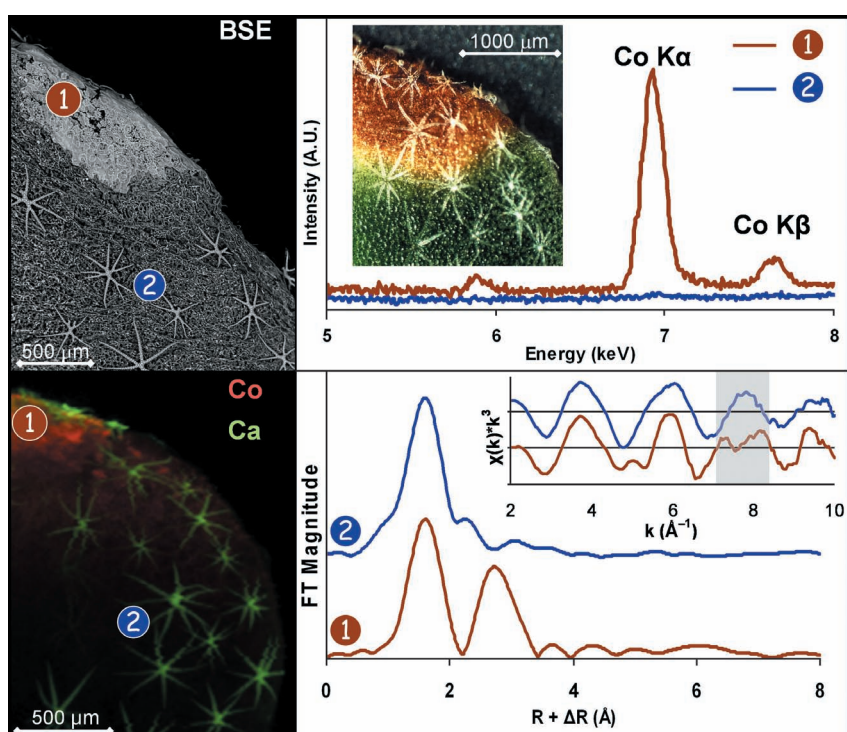 BSE
1
2
500 µm
1000 µm
1
2
Co Kα
Co Kβ
Intensity (A.U.)
5 6 7 8
Energy (keV)
Co
Ca
1
2
500 µm
χ(k)*k³
2 4 6 8 10
k (Å⁻¹)
2
1
FT Magnitude
0 2 4 6 8
R + ΔR (Å)